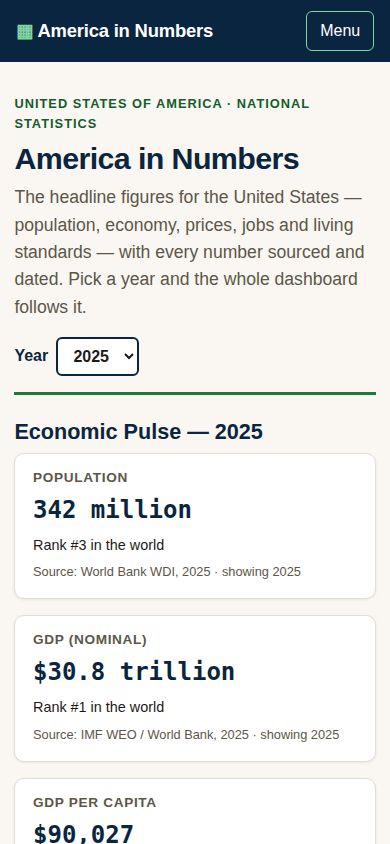 America in Numbers
Menu
UNITED STATES OF AMERICA · NATIONAL
STATISTICS
America in Numbers
The headline figures for the United States —
population, economy, prices, jobs and living
standards — with every number sourced and
dated. Pick a year and the whole dashboard
follows it.
Year 2025
Economic Pulse — 2025
POPULATION
342 million
Rank #3 in the world
Source: World Bank WDI, 2025 · showing 2025
GDP (NOMINAL)
$30.8 trillion
Rank #1 in the world
Source: IMF WEO / World Bank, 2025 · showing 2025
GDP PER CAPITA
$90,027